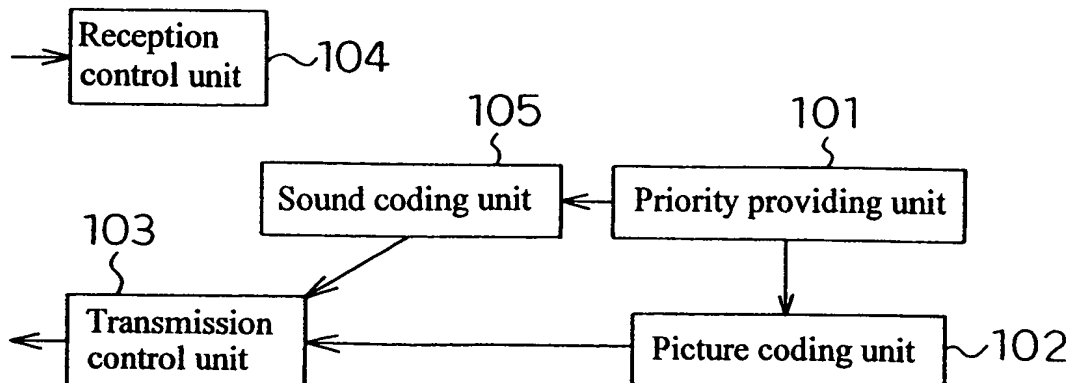 Reception
control unit
104
105
101
Sound coding unit
Priority providing unit
103
Transmission
control unit
Picture coding unit
102